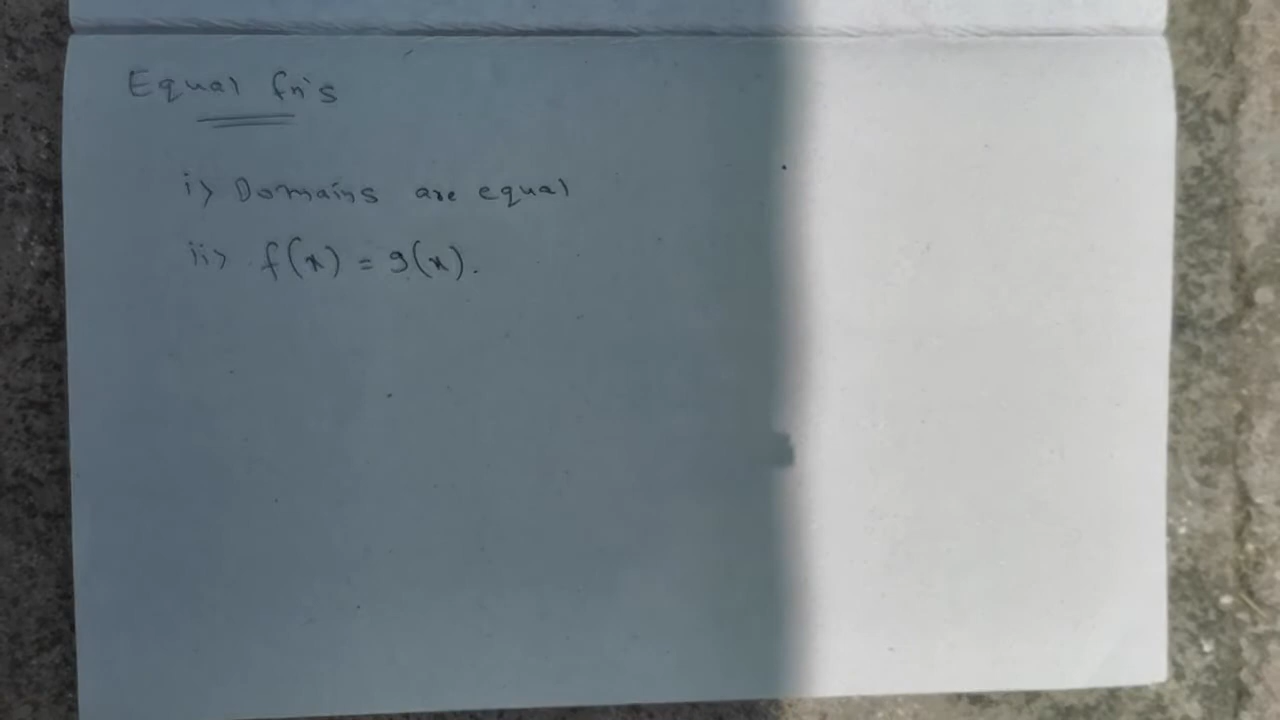 Equal fn's
i> Domains are equal
ii> f(x) = g(x).